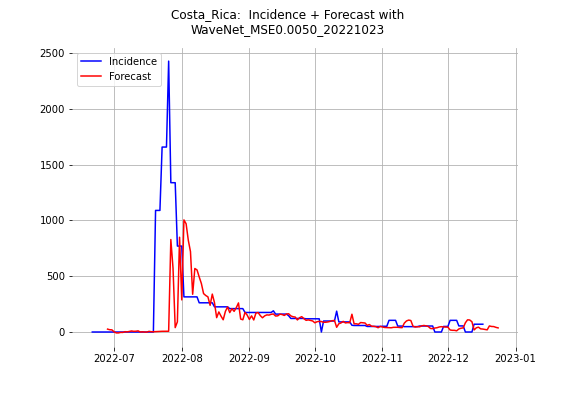 Costa_Rica:  Incidence + Forecast with
WaveNet_MSE0.0050_20221023
Incidence
Forecast
2500
2000
1500
1000
500
0
2022-07 2022-08 2022-09 2022-10 2022-11 2022-12 2023-01